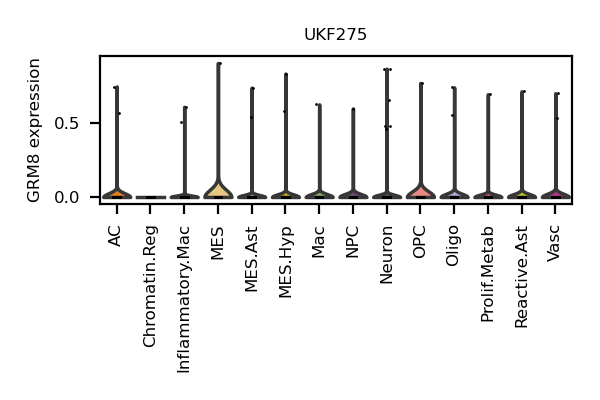 UKF275
GRM8 expression
0.5
0.0
AC
Chromatin.Reg
Inflammatory.Mac
MES
MES.Ast
MES.Hyp
Mac
NPC
Neuron
OPC
Oligo
Prolif.Metab
Reactive.Ast
Vasc